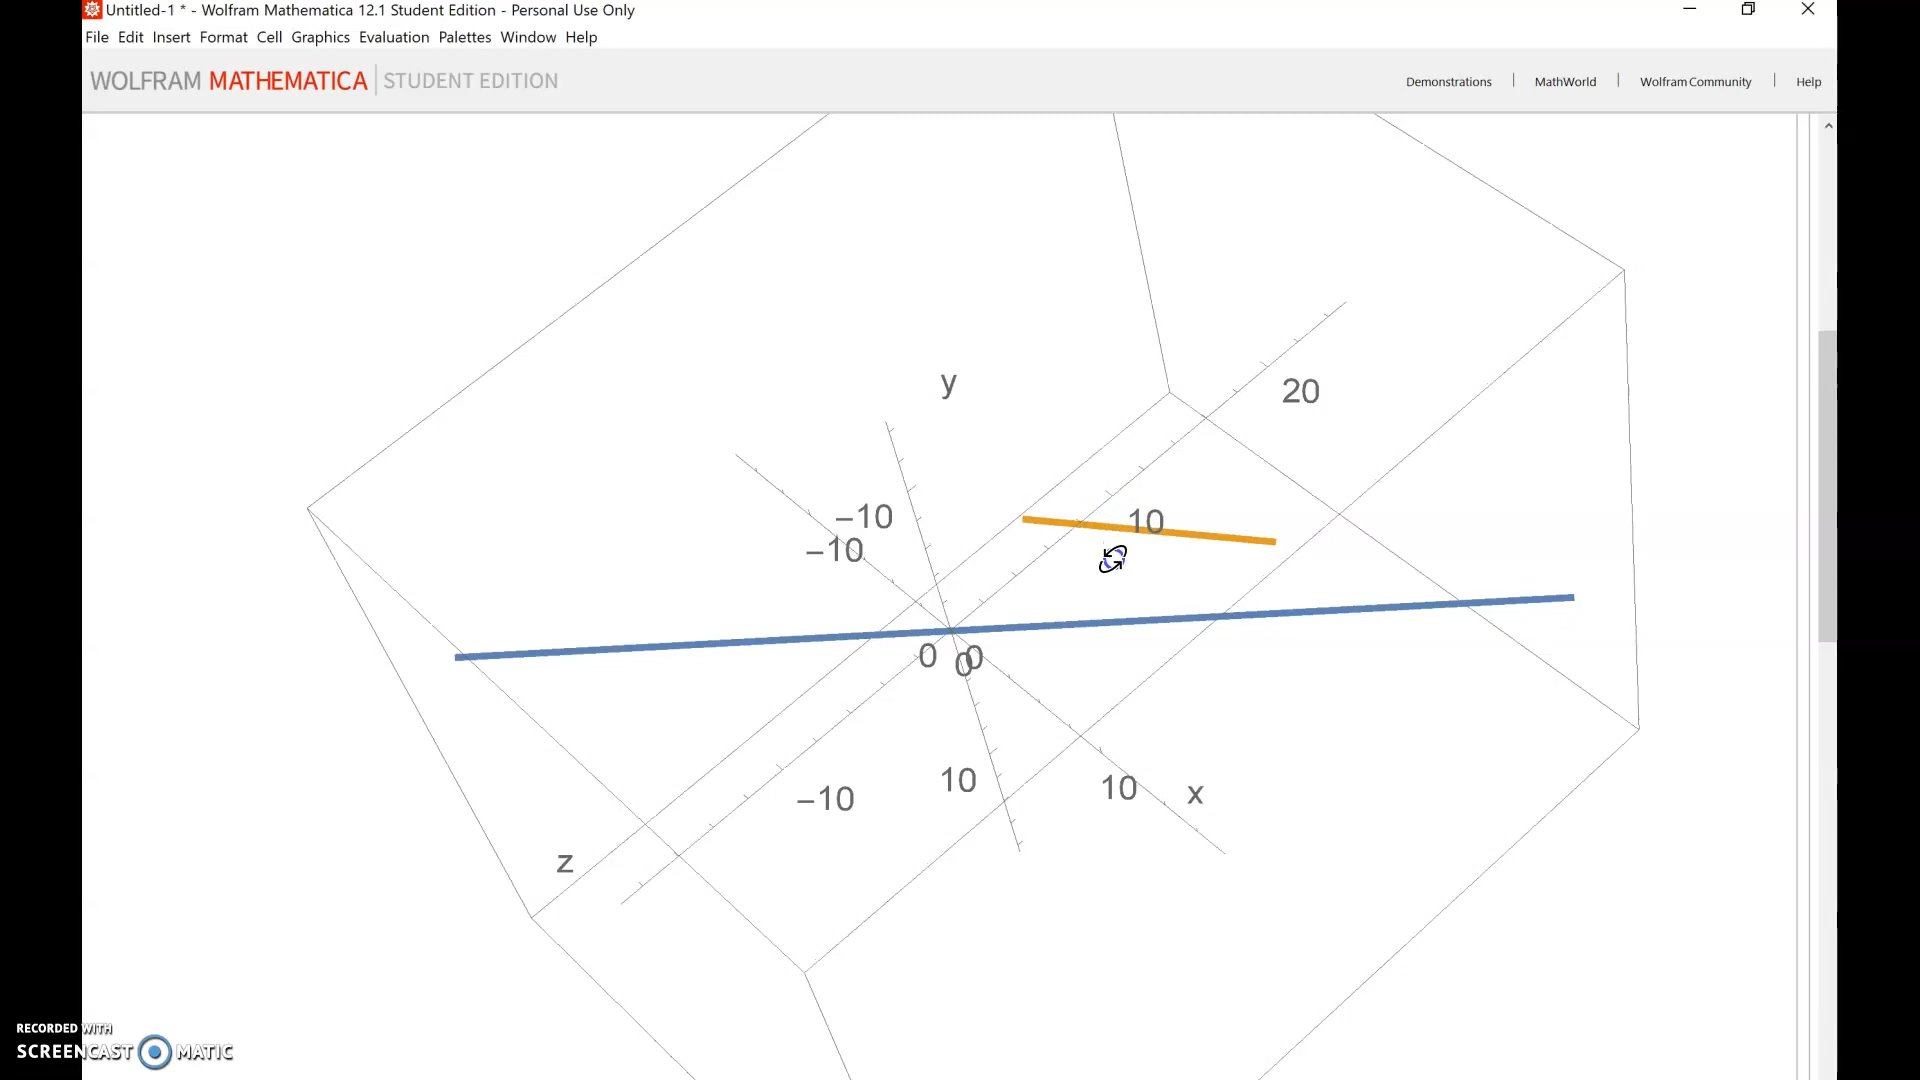 Untitled-1 * - Wolfram Mathematica 12.1 Student Edition - Personal Use Only
File Edit Insert Format Cell Graphics Evaluation Palettes Window Help
WOLFRAM MATHEMATICA STUDENT EDITION
Demonstrations MathWorld Wolfram Community Help
y
20
−10
10
−10
0 0 0
10
10
x
−10
z
RECORDED WITH
SCREENCAST MATIC